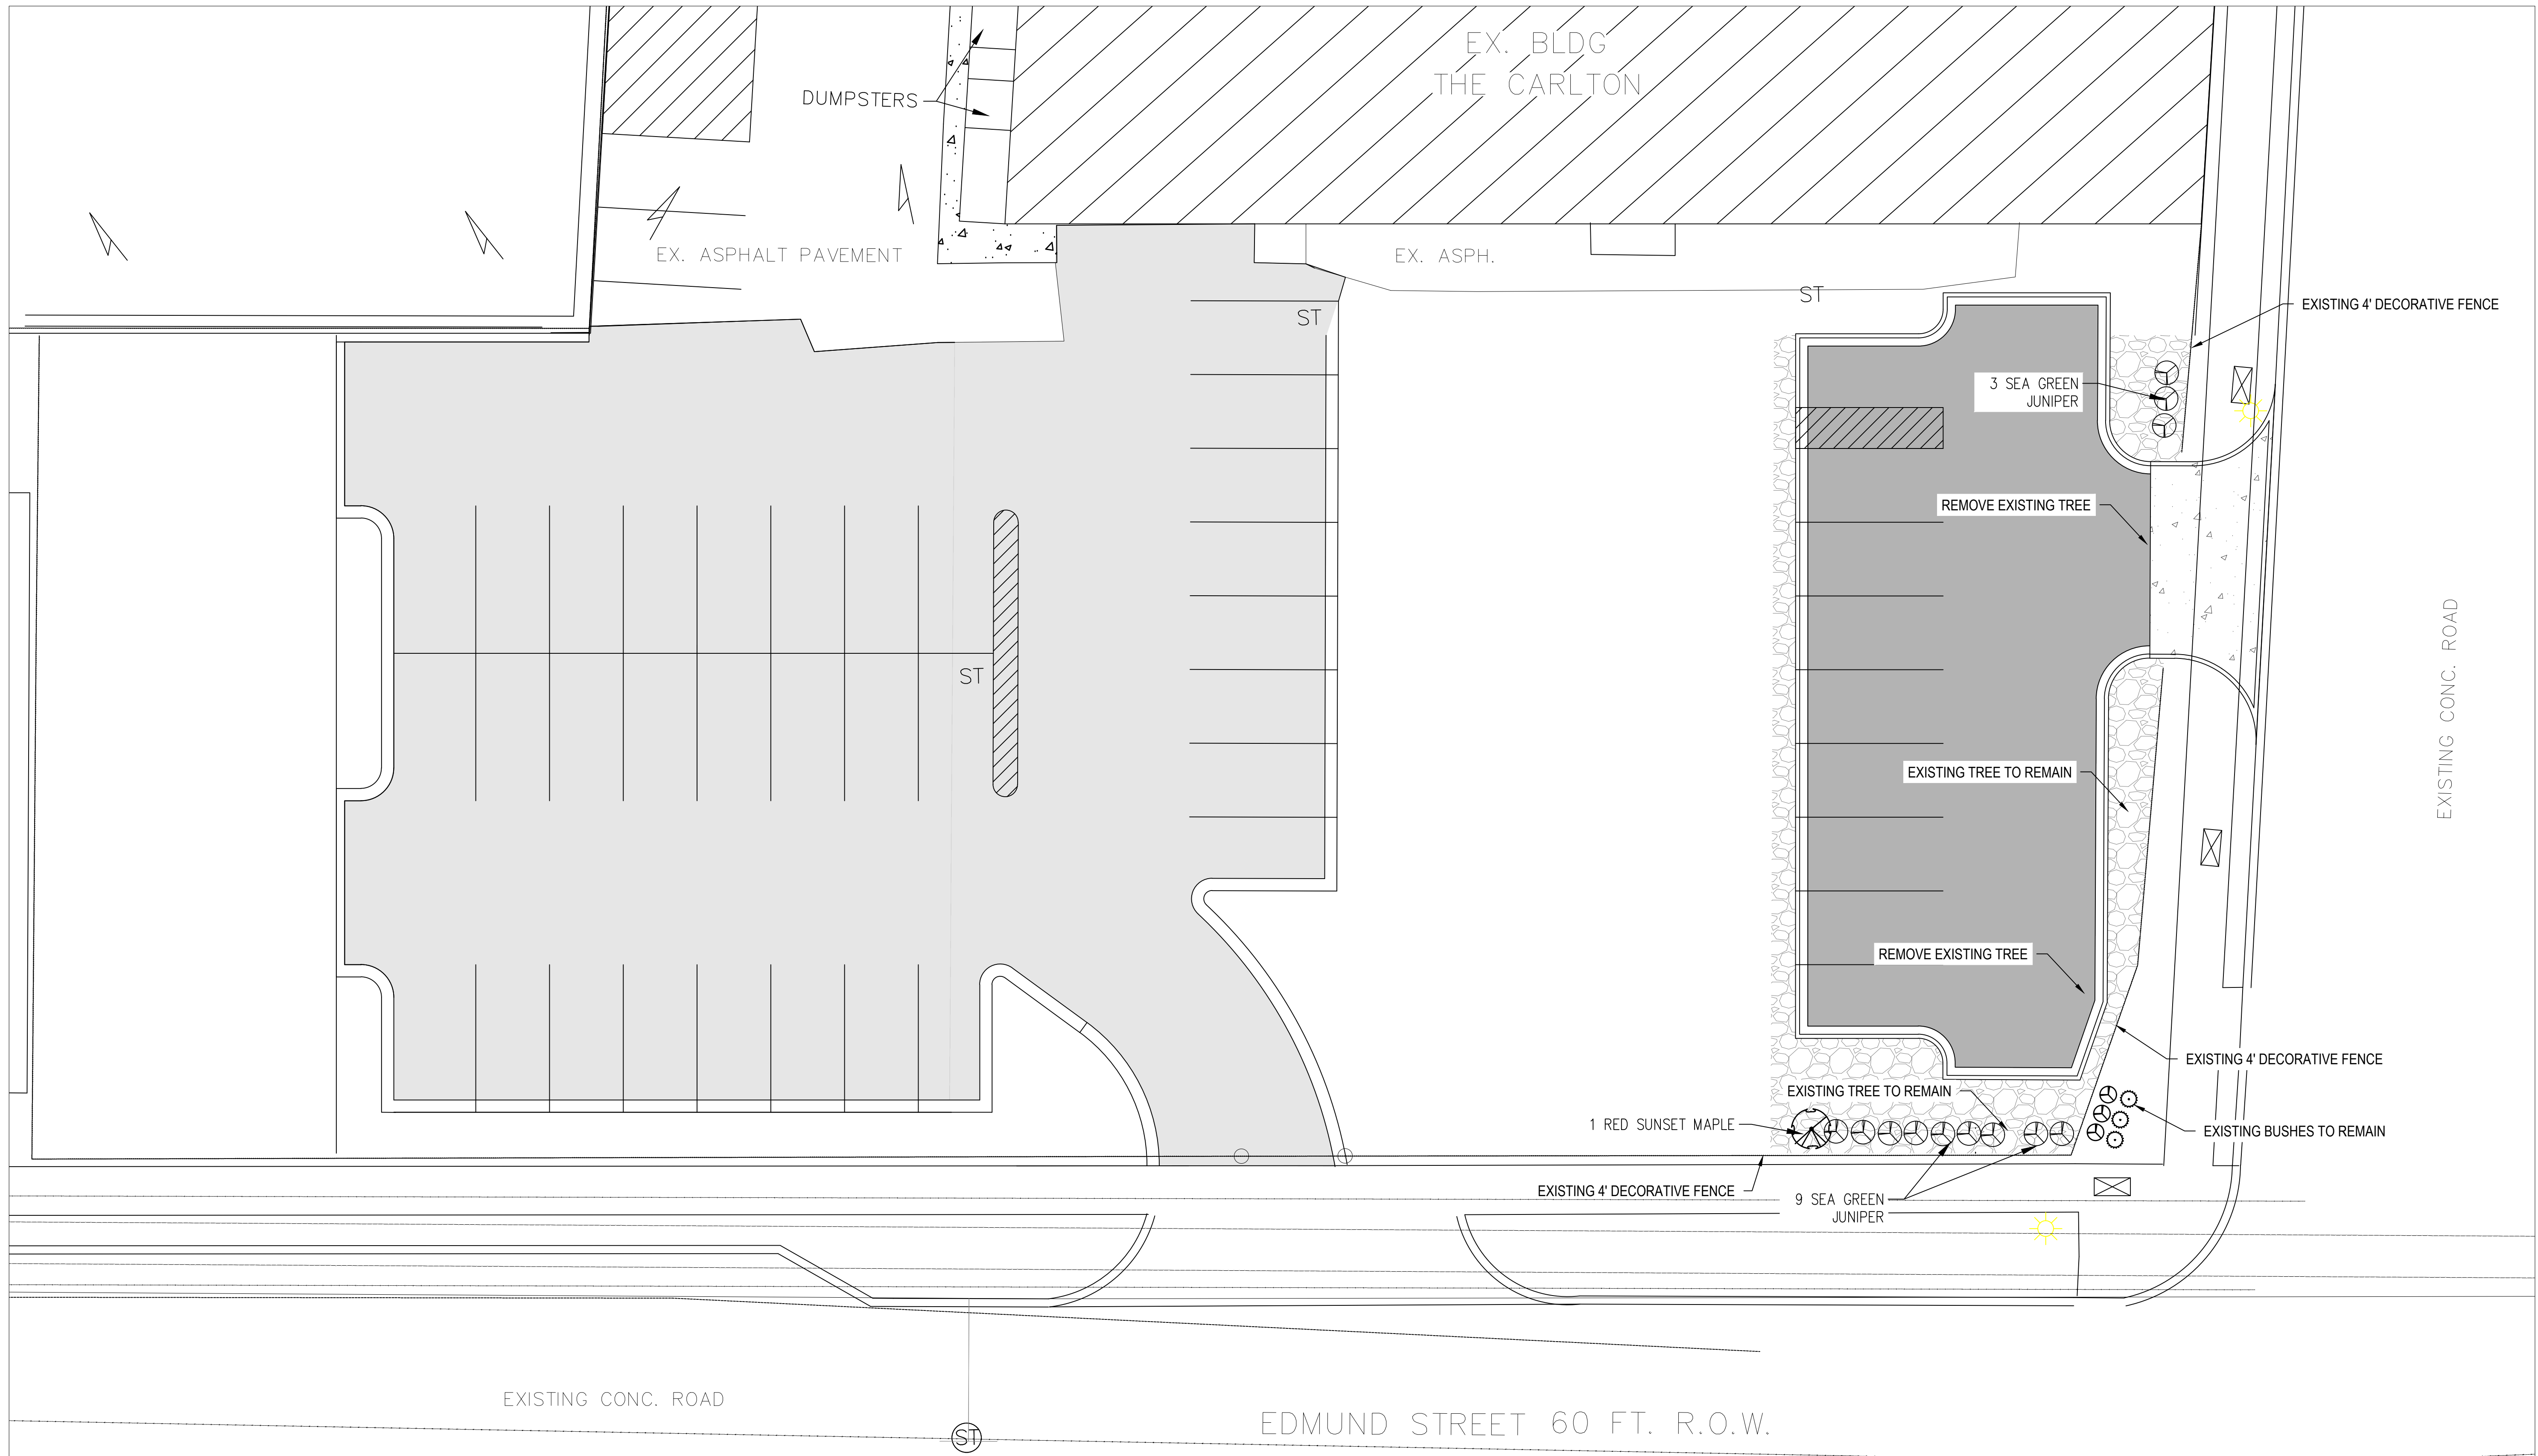 EX. BLDG
THE CARLTON
DUMPSTERS
EX. ASPHALT PAVEMENT
EX. ASPH.
ST
ST
EXISTING 4' DECORATIVE FENCE
3 SEA GREEN
JUNIPER
REMOVE EXISTING TREE
ST
EXISTING CONC. ROAD
EXISTING TREE TO REMAIN
REMOVE EXISTING TREE
EXISTING 4' DECORATIVE FENCE
EXISTING TREE TO REMAIN
1 RED SUNSET MAPLE
EXISTING BUSHES TO REMAIN
EXISTING 4' DECORATIVE FENCE
9 SEA GREEN
JUNIPER
EXISTING CONC. ROAD
EDMUND STREET 60 FT. R.O.W.
ST